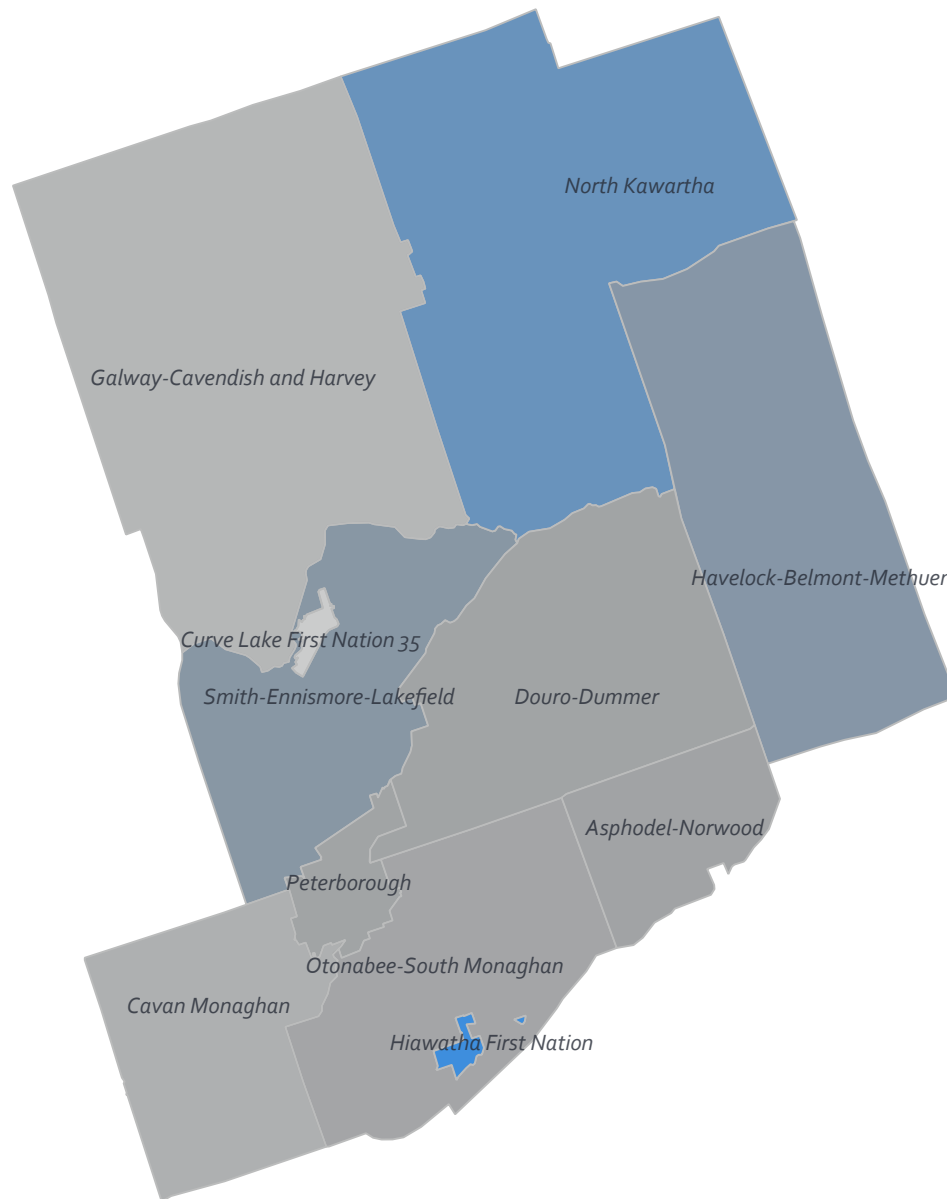 North Kawartha
Galway-Cavendish and Harvey
Havelock-Belmont-Methuen
Curve Lake First Nation 35
Smith-Ennismore-Lakefield
Douro-Dummer
Asphodel-Norwood
Peterborough
Otonabee-South Monaghan
Cavan Monaghan
Hiawatha First Nation